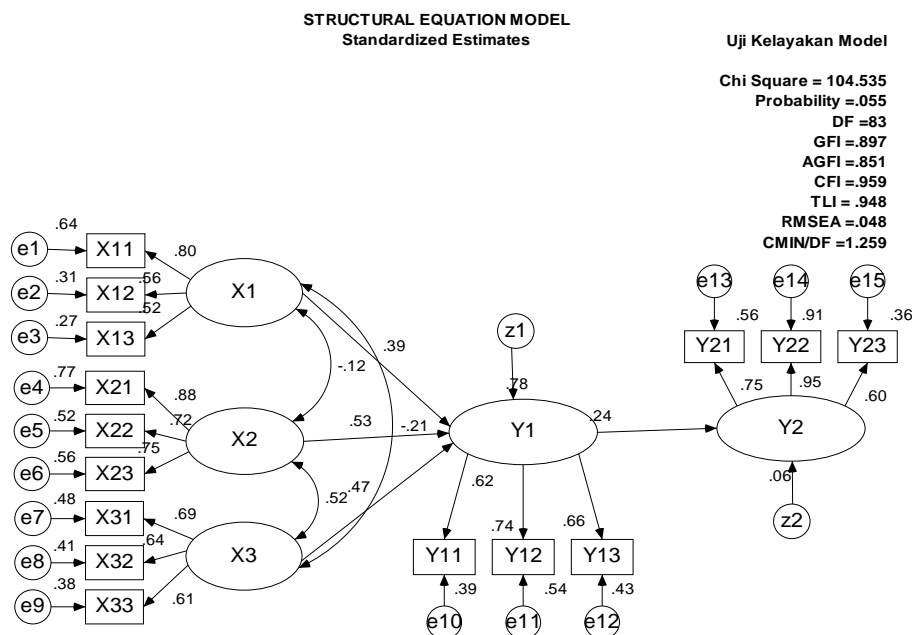 STRUCTURAL EQUATION MODEL
Standardized Estimates
Uji Kelayakan Model
Chi Square = 104.535
Probability =.055
DF =83
GFI =.897
AGFI =.851
CFI =.959
TLI = .948
RMSEA =.048
CMIN/DF =1.259
e1
.64
X11
.80
e2
.31
X12
.56
e3
.27
X13
.52
X1
e4
.77
X21
.88
e5
.52
X22
.72
e6
.56
X23
.75
X2
e7
.48
X31
.69
e8
.41
X32
.64
e9
.38
X33
.61
X3
-.12
.52
-.21
.39
.53
.47
z1
.78
Y1
.24
.62
.74
.66
Y11
Y12
Y13
.39
.54
.43
e10
e11
e12
e13
e14
e15
.56
.91
.36
Y21
Y22
Y23
.75
.95
.60
Y2
.06
z2